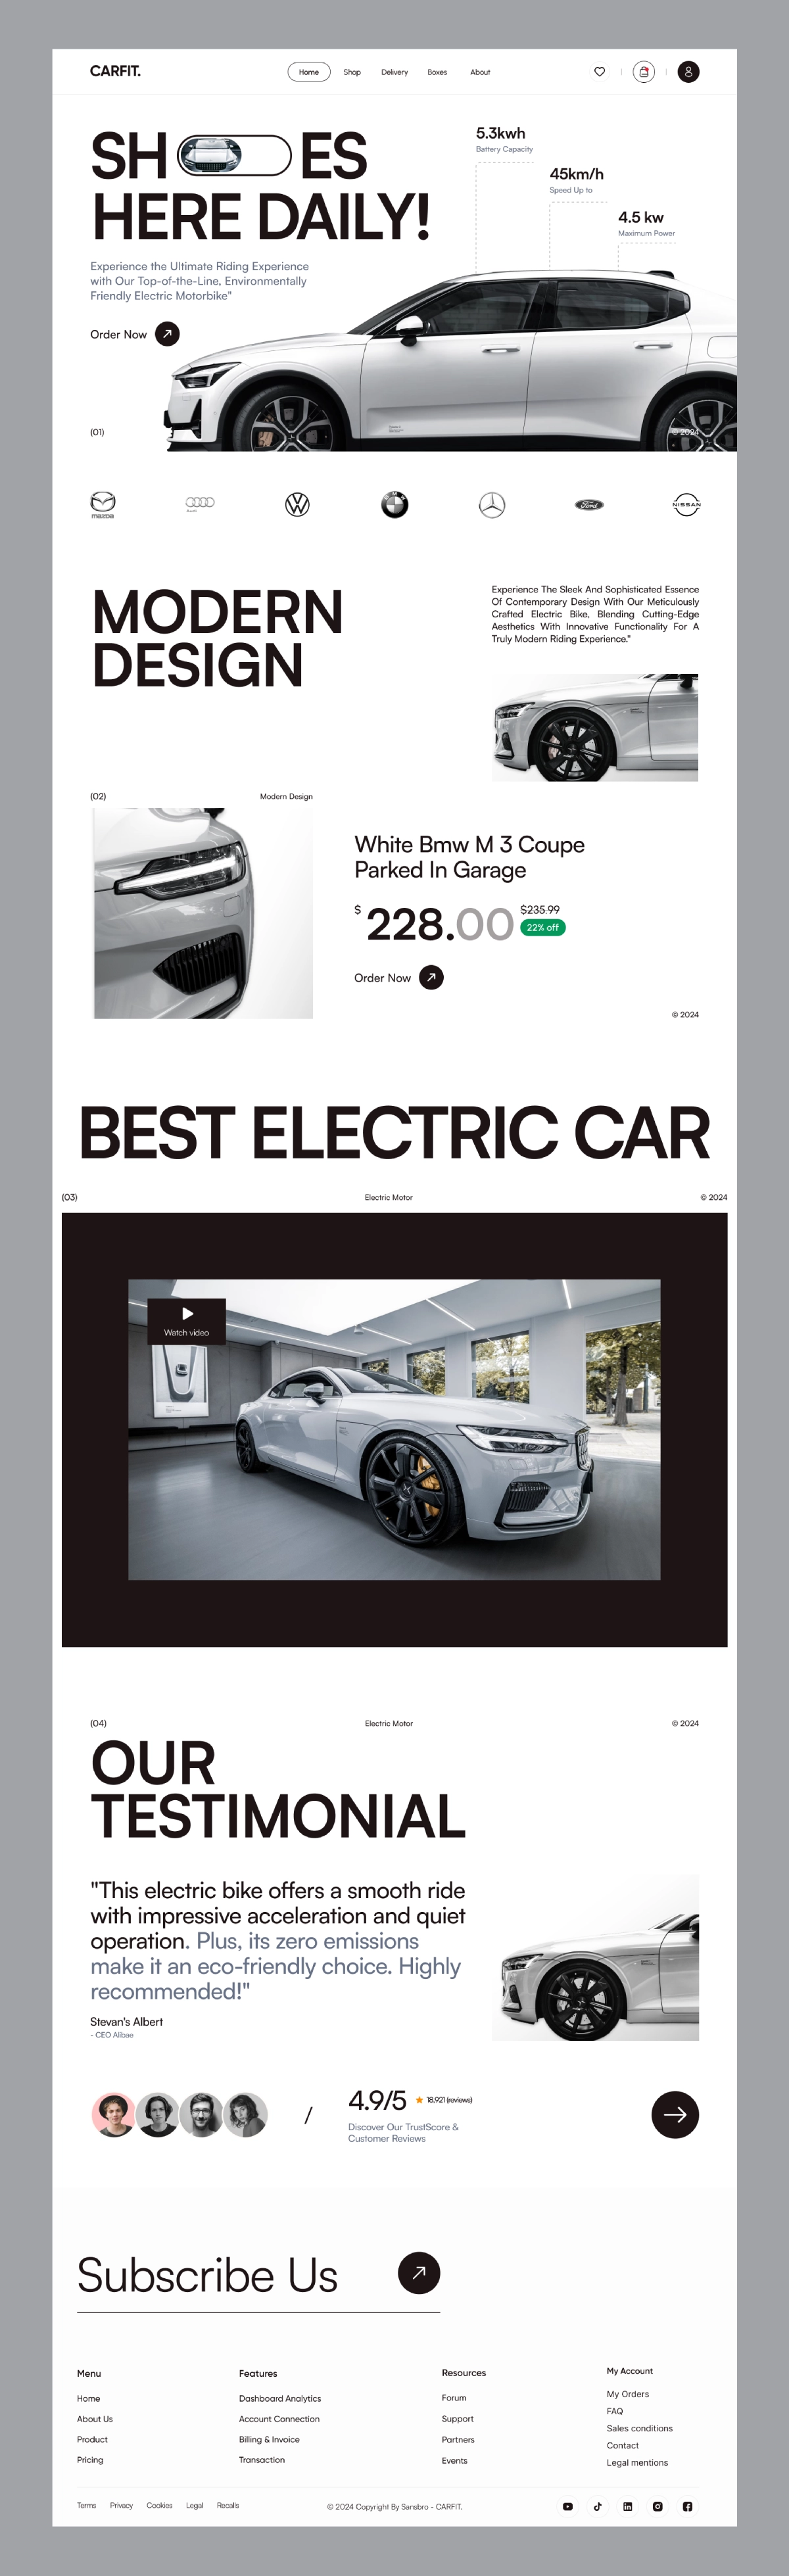 CARFIT.
Home
Shop
Delivery
Boxes
About
SH ES
HERE DAILY!
Experience the Ultimate Riding Experience
with Our Top-of-the-Line, Environmentally
Friendly Electric Motorbike"
Order Now
5.3kwh
Battery Capacity
45km/h
Speed Up to
4.5 kw
Maximum Power
(01)
© 2024
mazda
Audi
BMW
Ford
NISSAN
MODERN
DESIGN
Experience The Sleek And Sophisticated Essence
Of Contemporary Design With Our Meticulously
Crafted Electric Bike, Blending Cutting-Edge
Aesthetics With Innovative Functionality For A
Truly Modern Riding Experience."
(02)
Modern Design
White Bmw M 3 Coupe
Parked In Garage
$
228.00
$235.99
22% off
Order Now
© 2024
BEST ELECTRIC CAR
(03)
Electric Motor
© 2024
Watch video
(04)
Electric Motor
© 2024
OUR
TESTIMONIAL
"This electric bike offers a smooth ride
with impressive acceleration and quiet
operation. Plus, its zero emissions
make it an eco-friendly choice. Highly
recommended!"
Stevan's Albert
- CEO Alibae
/
4.9/5
18,921 (reviews)
Discover Our TrustScore &
Customer Reviews
Subscribe Us
Menu
Home
About Us
Product
Pricing
Features
Dashboard Analytics
Account Connection
Billing & Invoice
Transaction
Resources
Forum
Support
Partners
Events
My Account
My Orders
FAQ
Sales conditions
Contact
Legal mentions
Terms
Privacy
Cookies
Legal
Recalls
© 2024 Copyright By Sansbro - CARFIT.